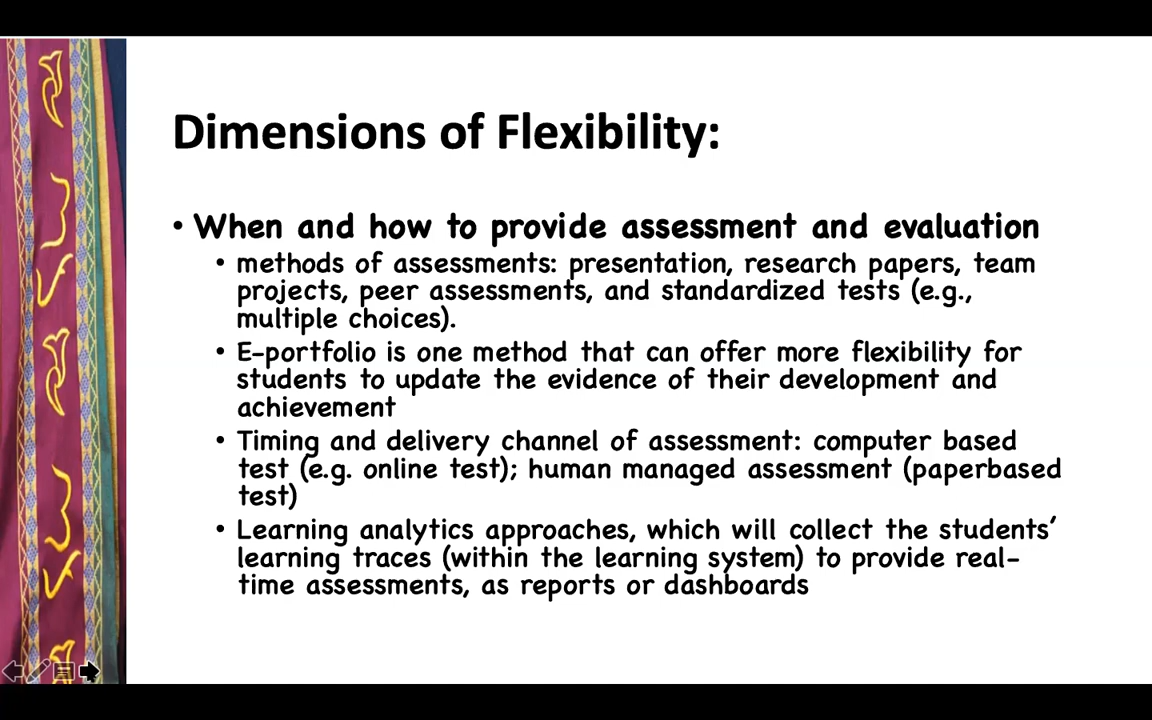 Dimensions of Flexibility:
• When and how to provide assessment and evaluation
• methods of assessments: presentation, research papers, team
projects, peer assessments, and standardized tests (e.g.,
multiple choices).
• E-portfolio is one method that can offer more flexibility for
students to update the evidence of their development and
achievement
• Timing and delivery channel of assessment: computer based
test (e.g. online test); human managed assessment (paperbased
test)
• Learning analytics approaches, which will collect the students’
learning traces (within the learning system) to provide real-
time assessments, as reports or dashboards